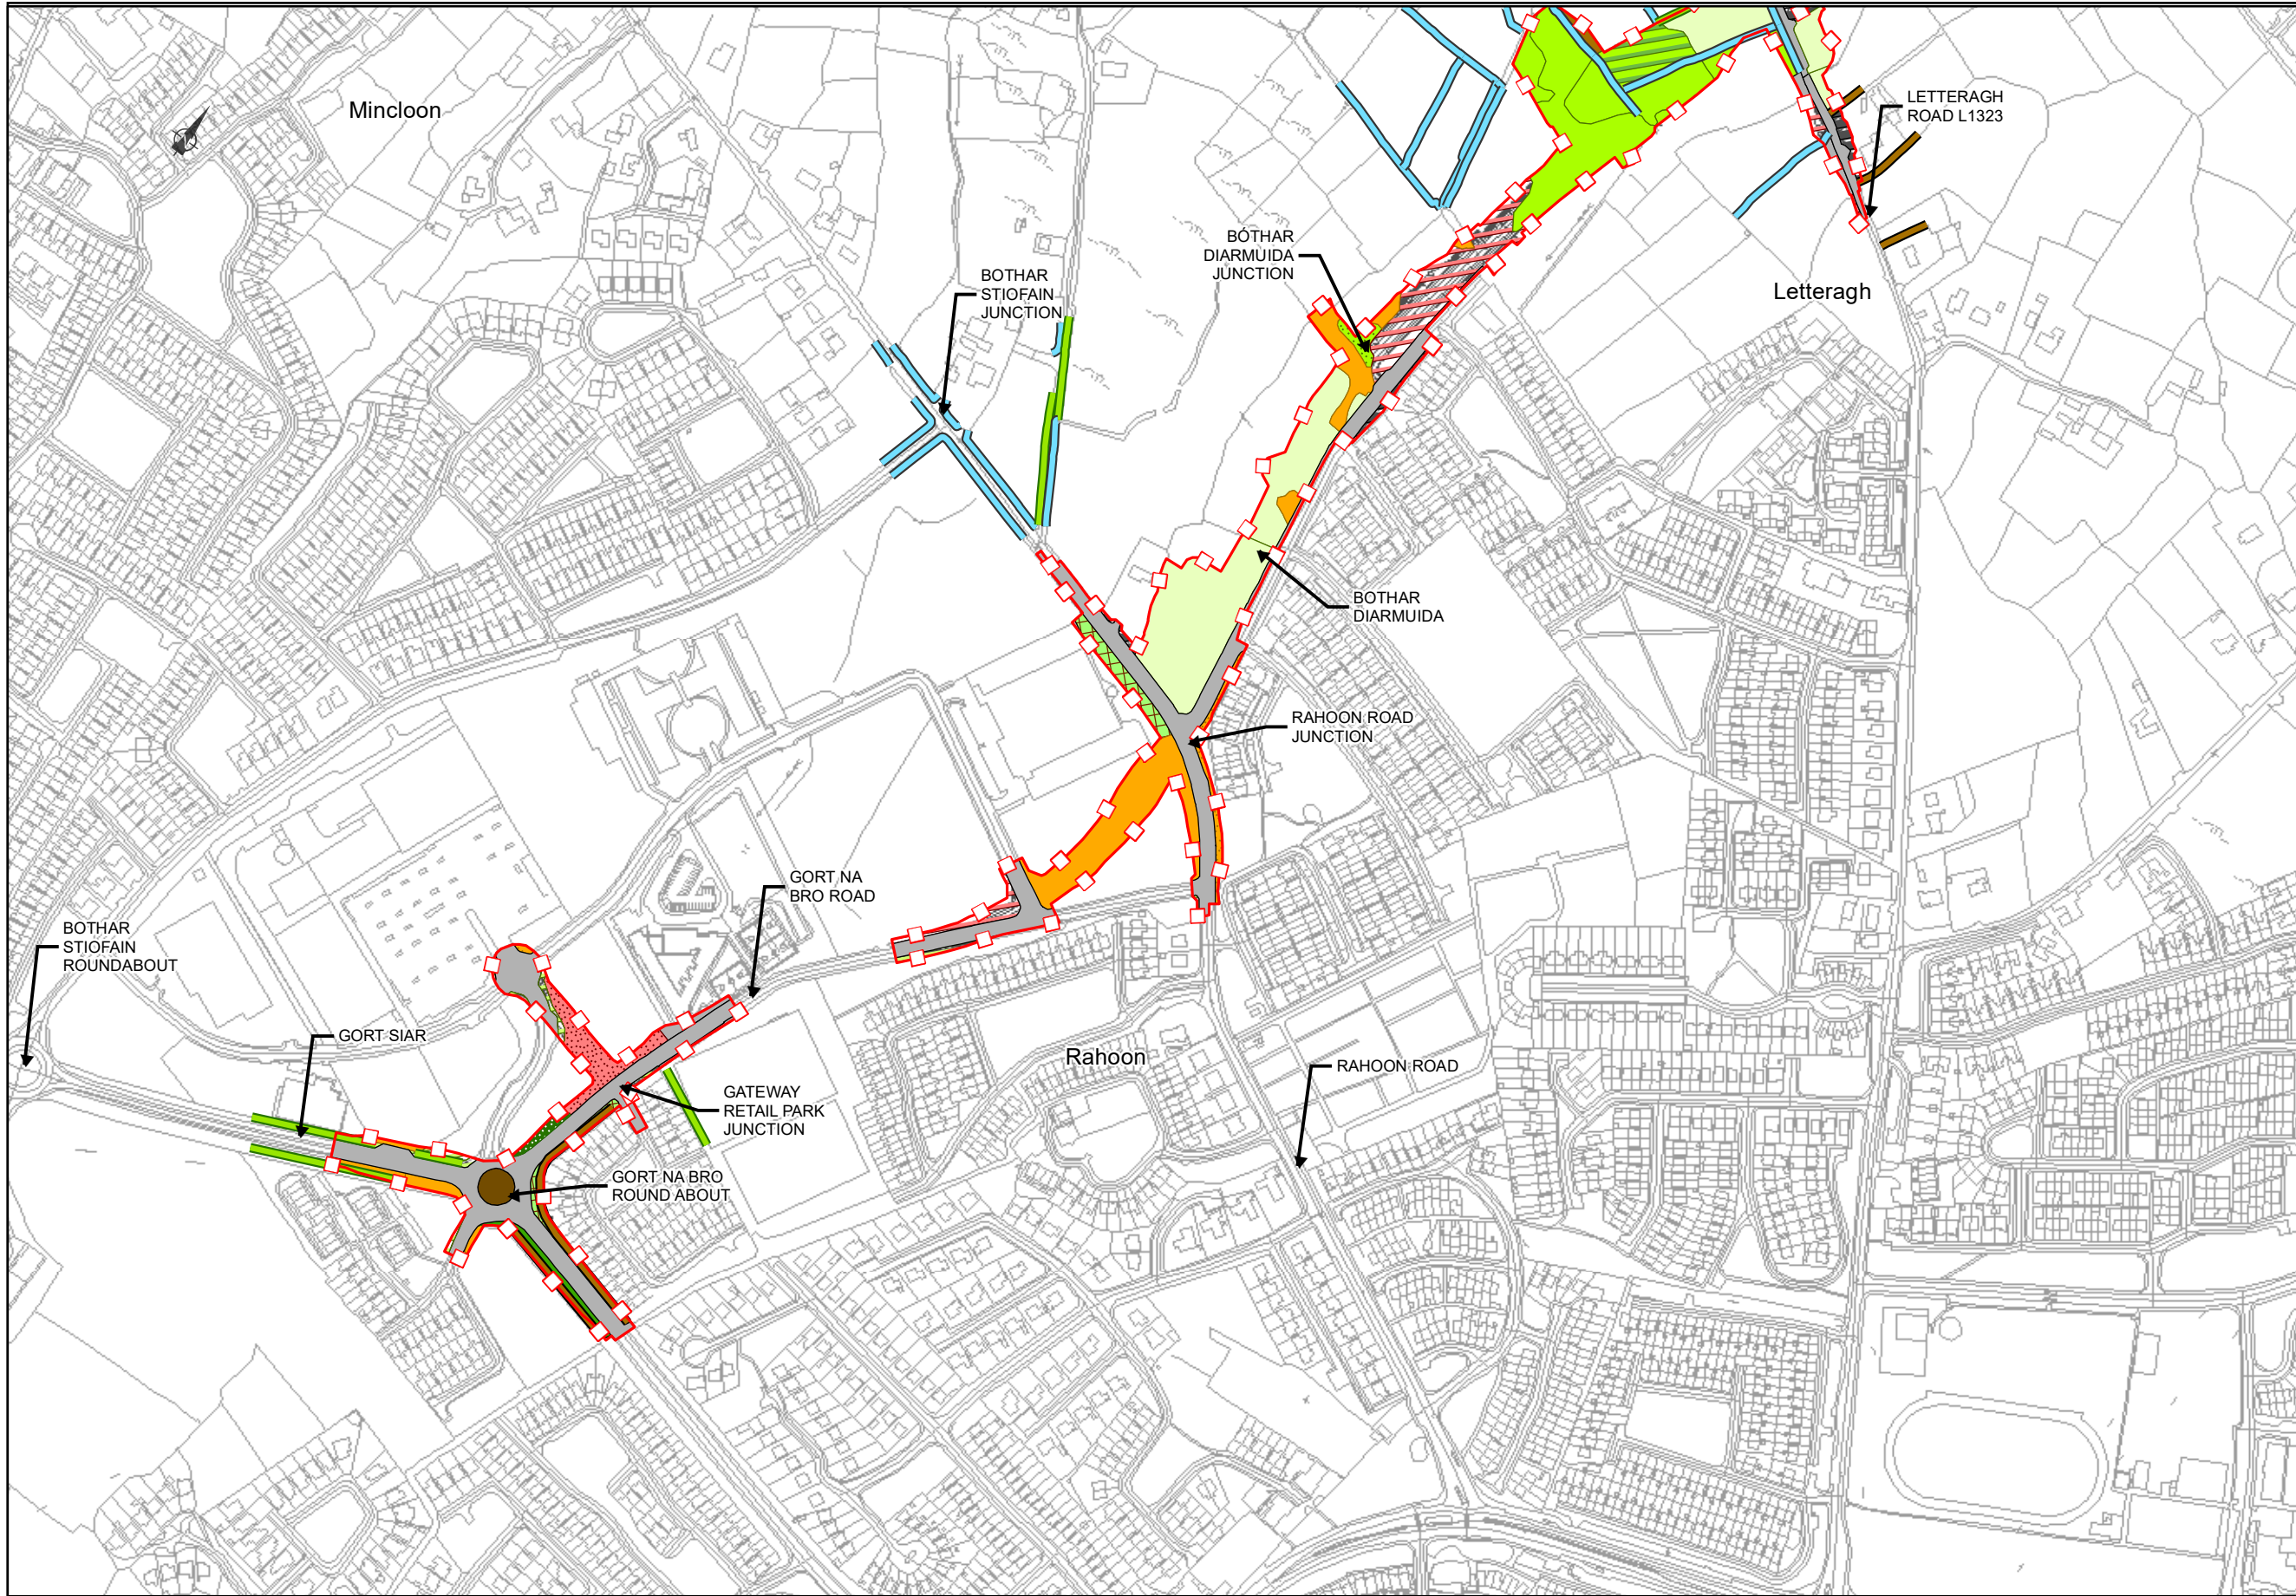 Mincloon
LETTERAGH
ROAD L1323
BÓTHAR
DIARMUIDA
JUNCTION
BOTHAR
STIOFAIN
JUNCTION
Letteragh
BOTHAR
DIARMUIDA
RAHOON ROAD
JUNCTION
GORT NA
BRO ROAD
BOTHAR
STIOFAIN
ROUNDABOUT
GORT SIAR
Rahoon
RAHOON ROAD
GATEWAY
RETAIL PARK
JUNCTION
GORT NA BRO
ROUND ABOUT